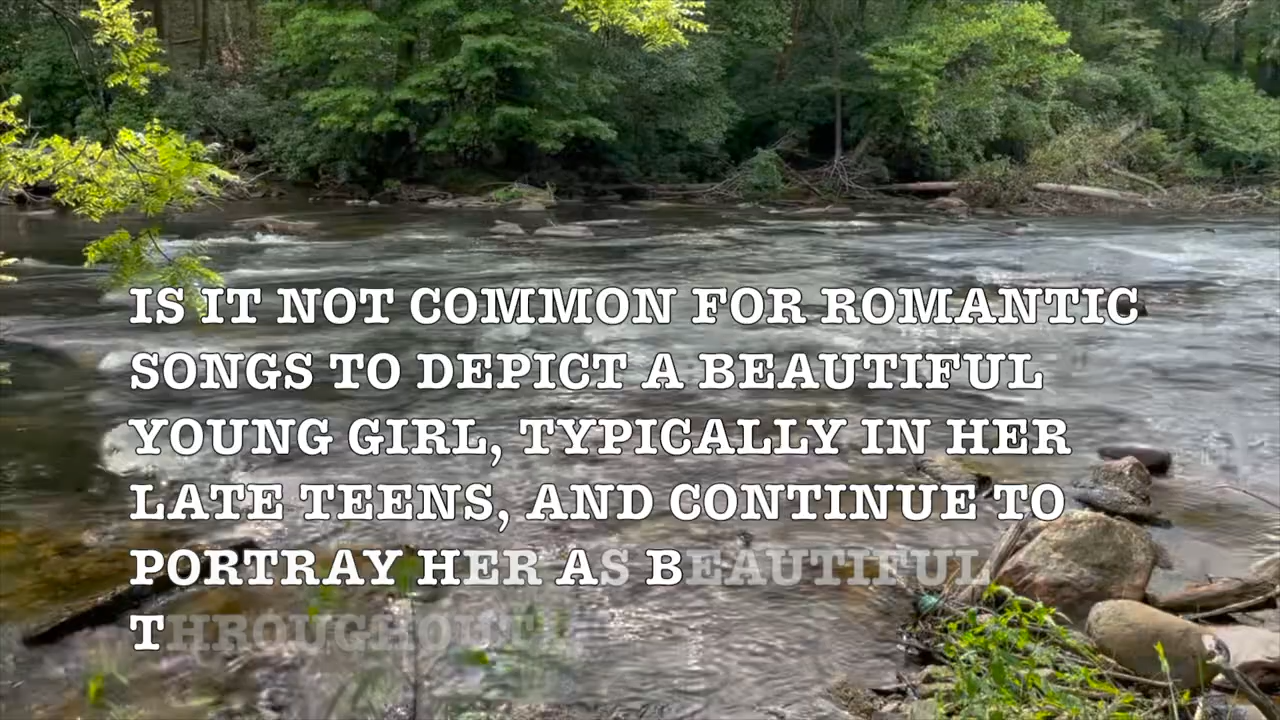 IS IT NOT COMMON FOR ROMANTIC
SONGS TO DEPICT A BEAUTIFUL
YOUNG GIRL, TYPICALLY IN HER
LATE TEENS, AND CONTINUE TO
PORTRAY HER AS BEAUTIFUL
THROUGHOUT